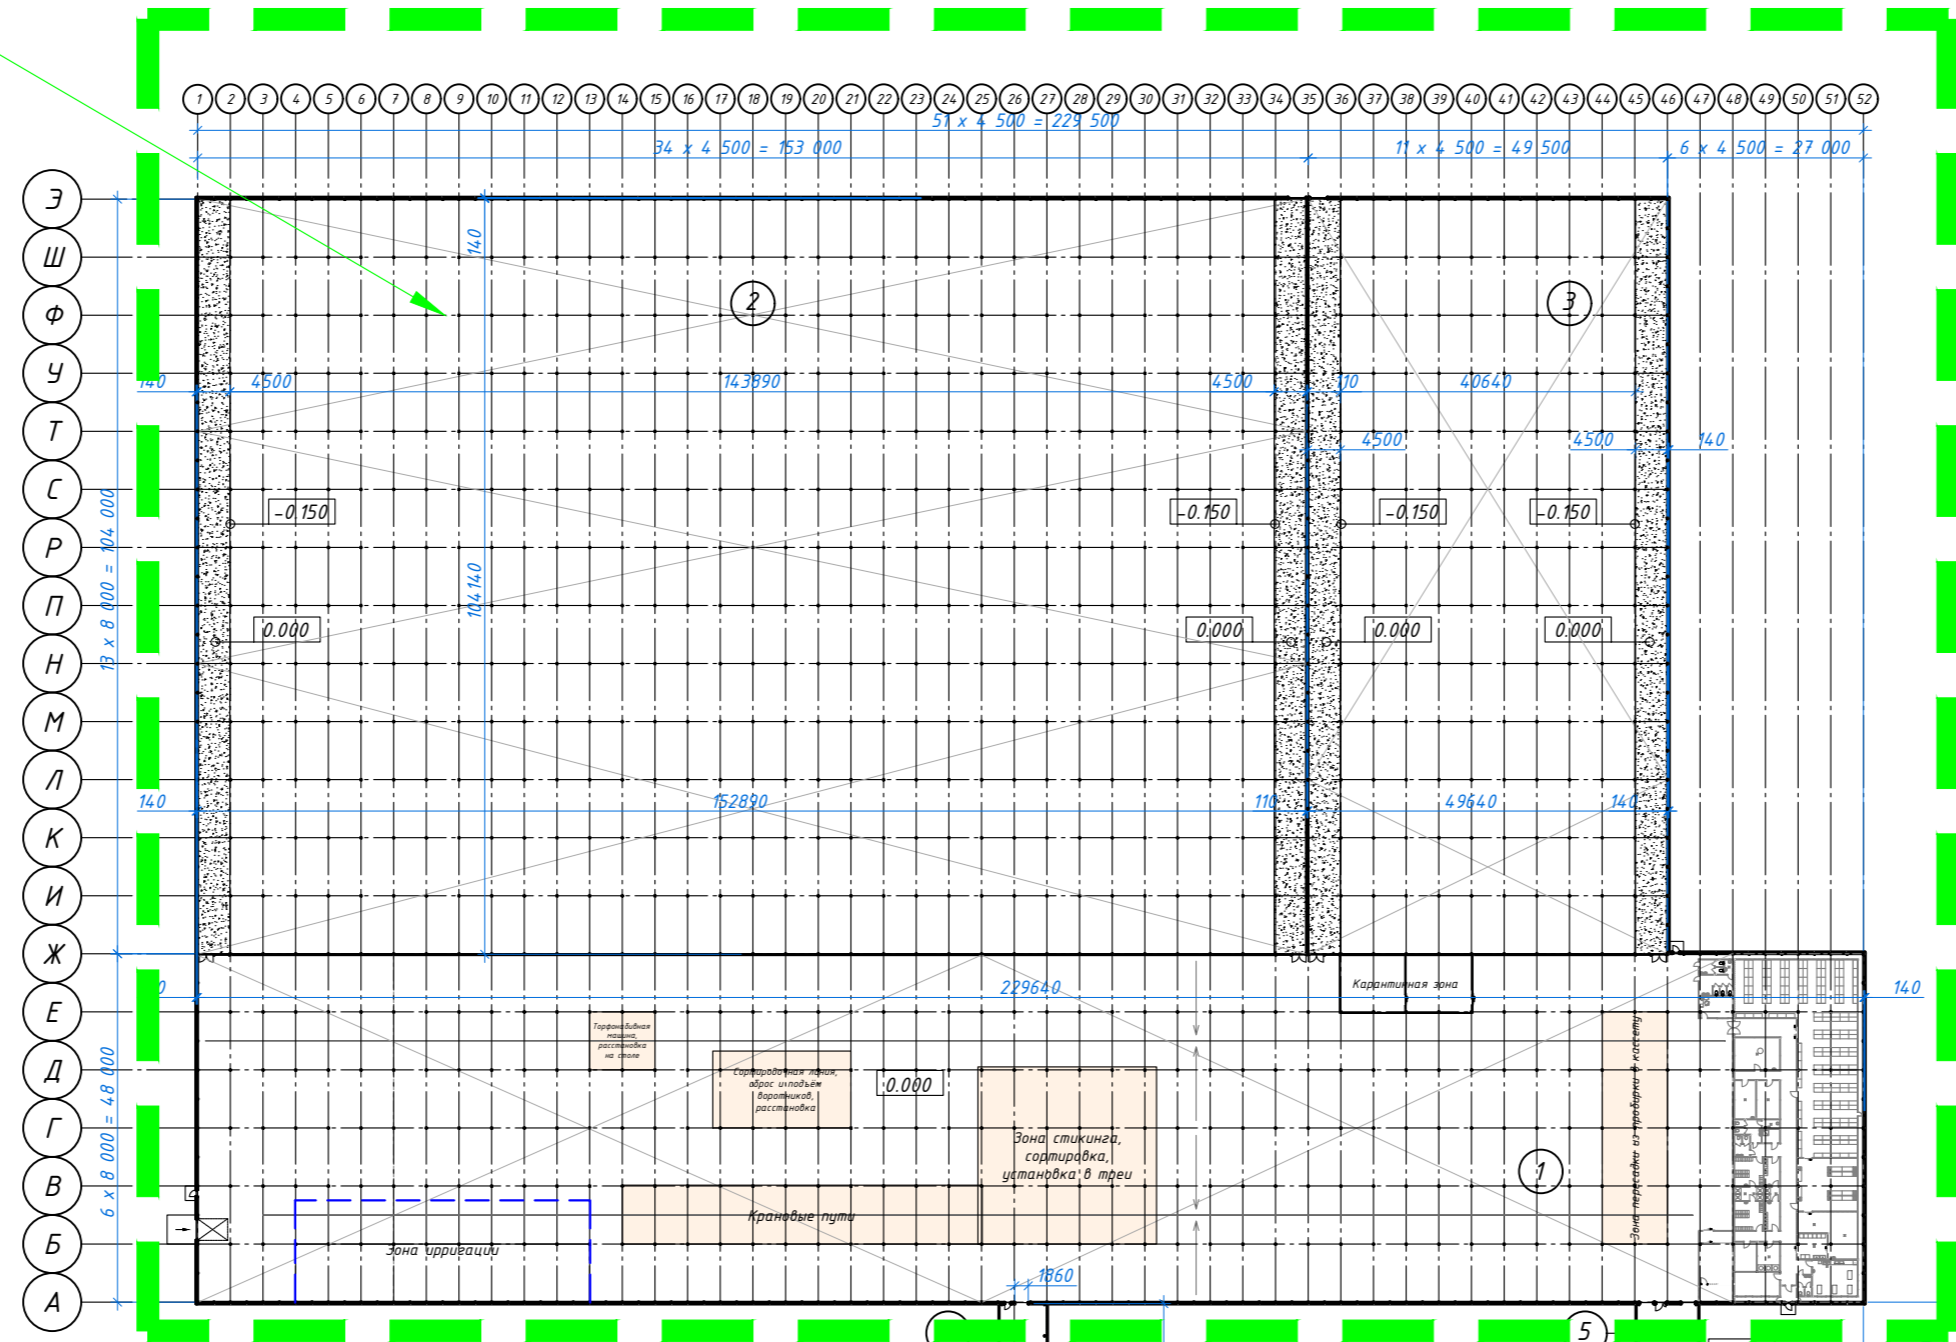 1 2 3 4 5 6 7 8 9 10 11 12 13 14 15 16 17 18 19 20 21 22 23 24 25 26 27 28 29 30 31 32 33 34 35 36 37 38 39 40 41 42 43 44 45 46 47 48 49 50 51 52
51 x 4 500 = 229 500
34 x 4 500 = 153 000
11 x 4 500 = 49 500
6 x 4 500 = 27 000
Э
Ш
Ф
У
Т
С
Р
П
Н
М
Л
К
И
Ж
Е
Д
Г
В
Б
А
13 x 8 000 = 104 000
6 x 8 000 = 48 000
140
2
3
140
4500
143890
4500
110
40640
4500
4500
140
-0.150
-0.150
-0.150
-0.150
104140
0.000
0.000
0.000
0.000
140
152890
110
49640
140
Карантинная зона
229640
140
Торфонабивная
машина,
расстановка
на столе
Сортировочная линия,
сброс и подъём
воротников,
расстановка
0.000
Зона стикинга,
сортировка,
установка в треи
1
Зона пересадки из пробирки в кассету
Крановые пути
Зона ирригации
1860
5